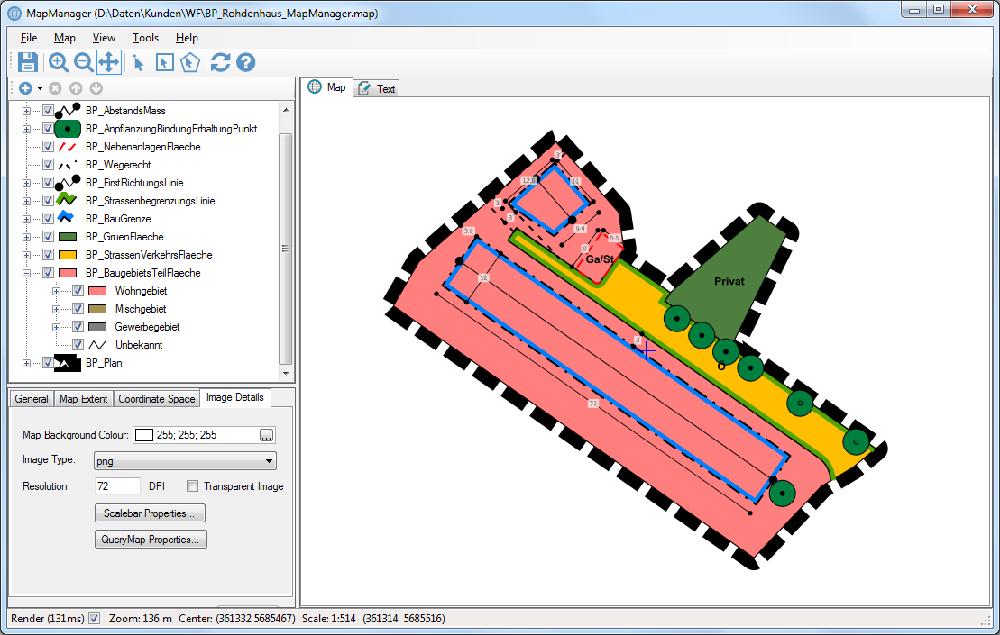 MapManager (D:\Daten\Kunden\WF\BP_Rohdenhaus_MapManager.map)
File Map View Tools Help
Map Text
BP_AbstandsMass
BP_AnpflanzungBindungErhaltungPunkt
BP_NebenanlagenFlaeche
BP_Wegerecht
BP_FirstRichtungsLinie
BP_StrassenbegrenzungsLinie
BP_BauGrenze
BP_GruenFlaeche
BP_StrassenVerkehrsFlaeche
BP_BaugebietsTeilFlaeche
Wohngebiet
Mischgebiet
Gewerbegebiet
Unbekannt
BP_Plan
General Map Extent Coordinate Space Image Details
Map Background Colour: 255; 255; 255 ...
Image Type: png
Resolution: 72 DPI Transparent Image
Scalebar Properties...
QueryMap Properties...
3
12,6
11
3
3
3:9
9:9
5:5
9
Ga/St
Privat
12
3
Ö
77
Render (131ms) Zoom: 136 m Center: (361332 5685467) Scale: 1:514 (361314 5685516)